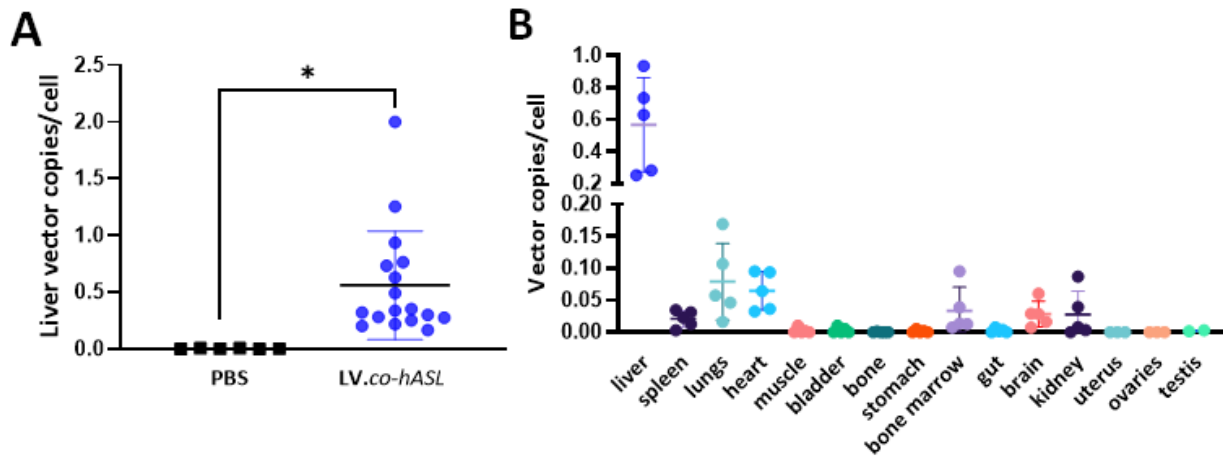 A
Liver vector copies/cell
2.5
2.0
1.5
1.0
0.5
0.0
*
PBS
LV.co-hASL
B
Vector copies/cell
1.0
0.8
0.6
0.4
0.2
0.20
0.15
0.10
0.05
0.00
liver
spleen
lungs
heart
muscle
bladder
bone
stomach
bone marrow
gut
brain
kidney
uterus
ovaries
testis